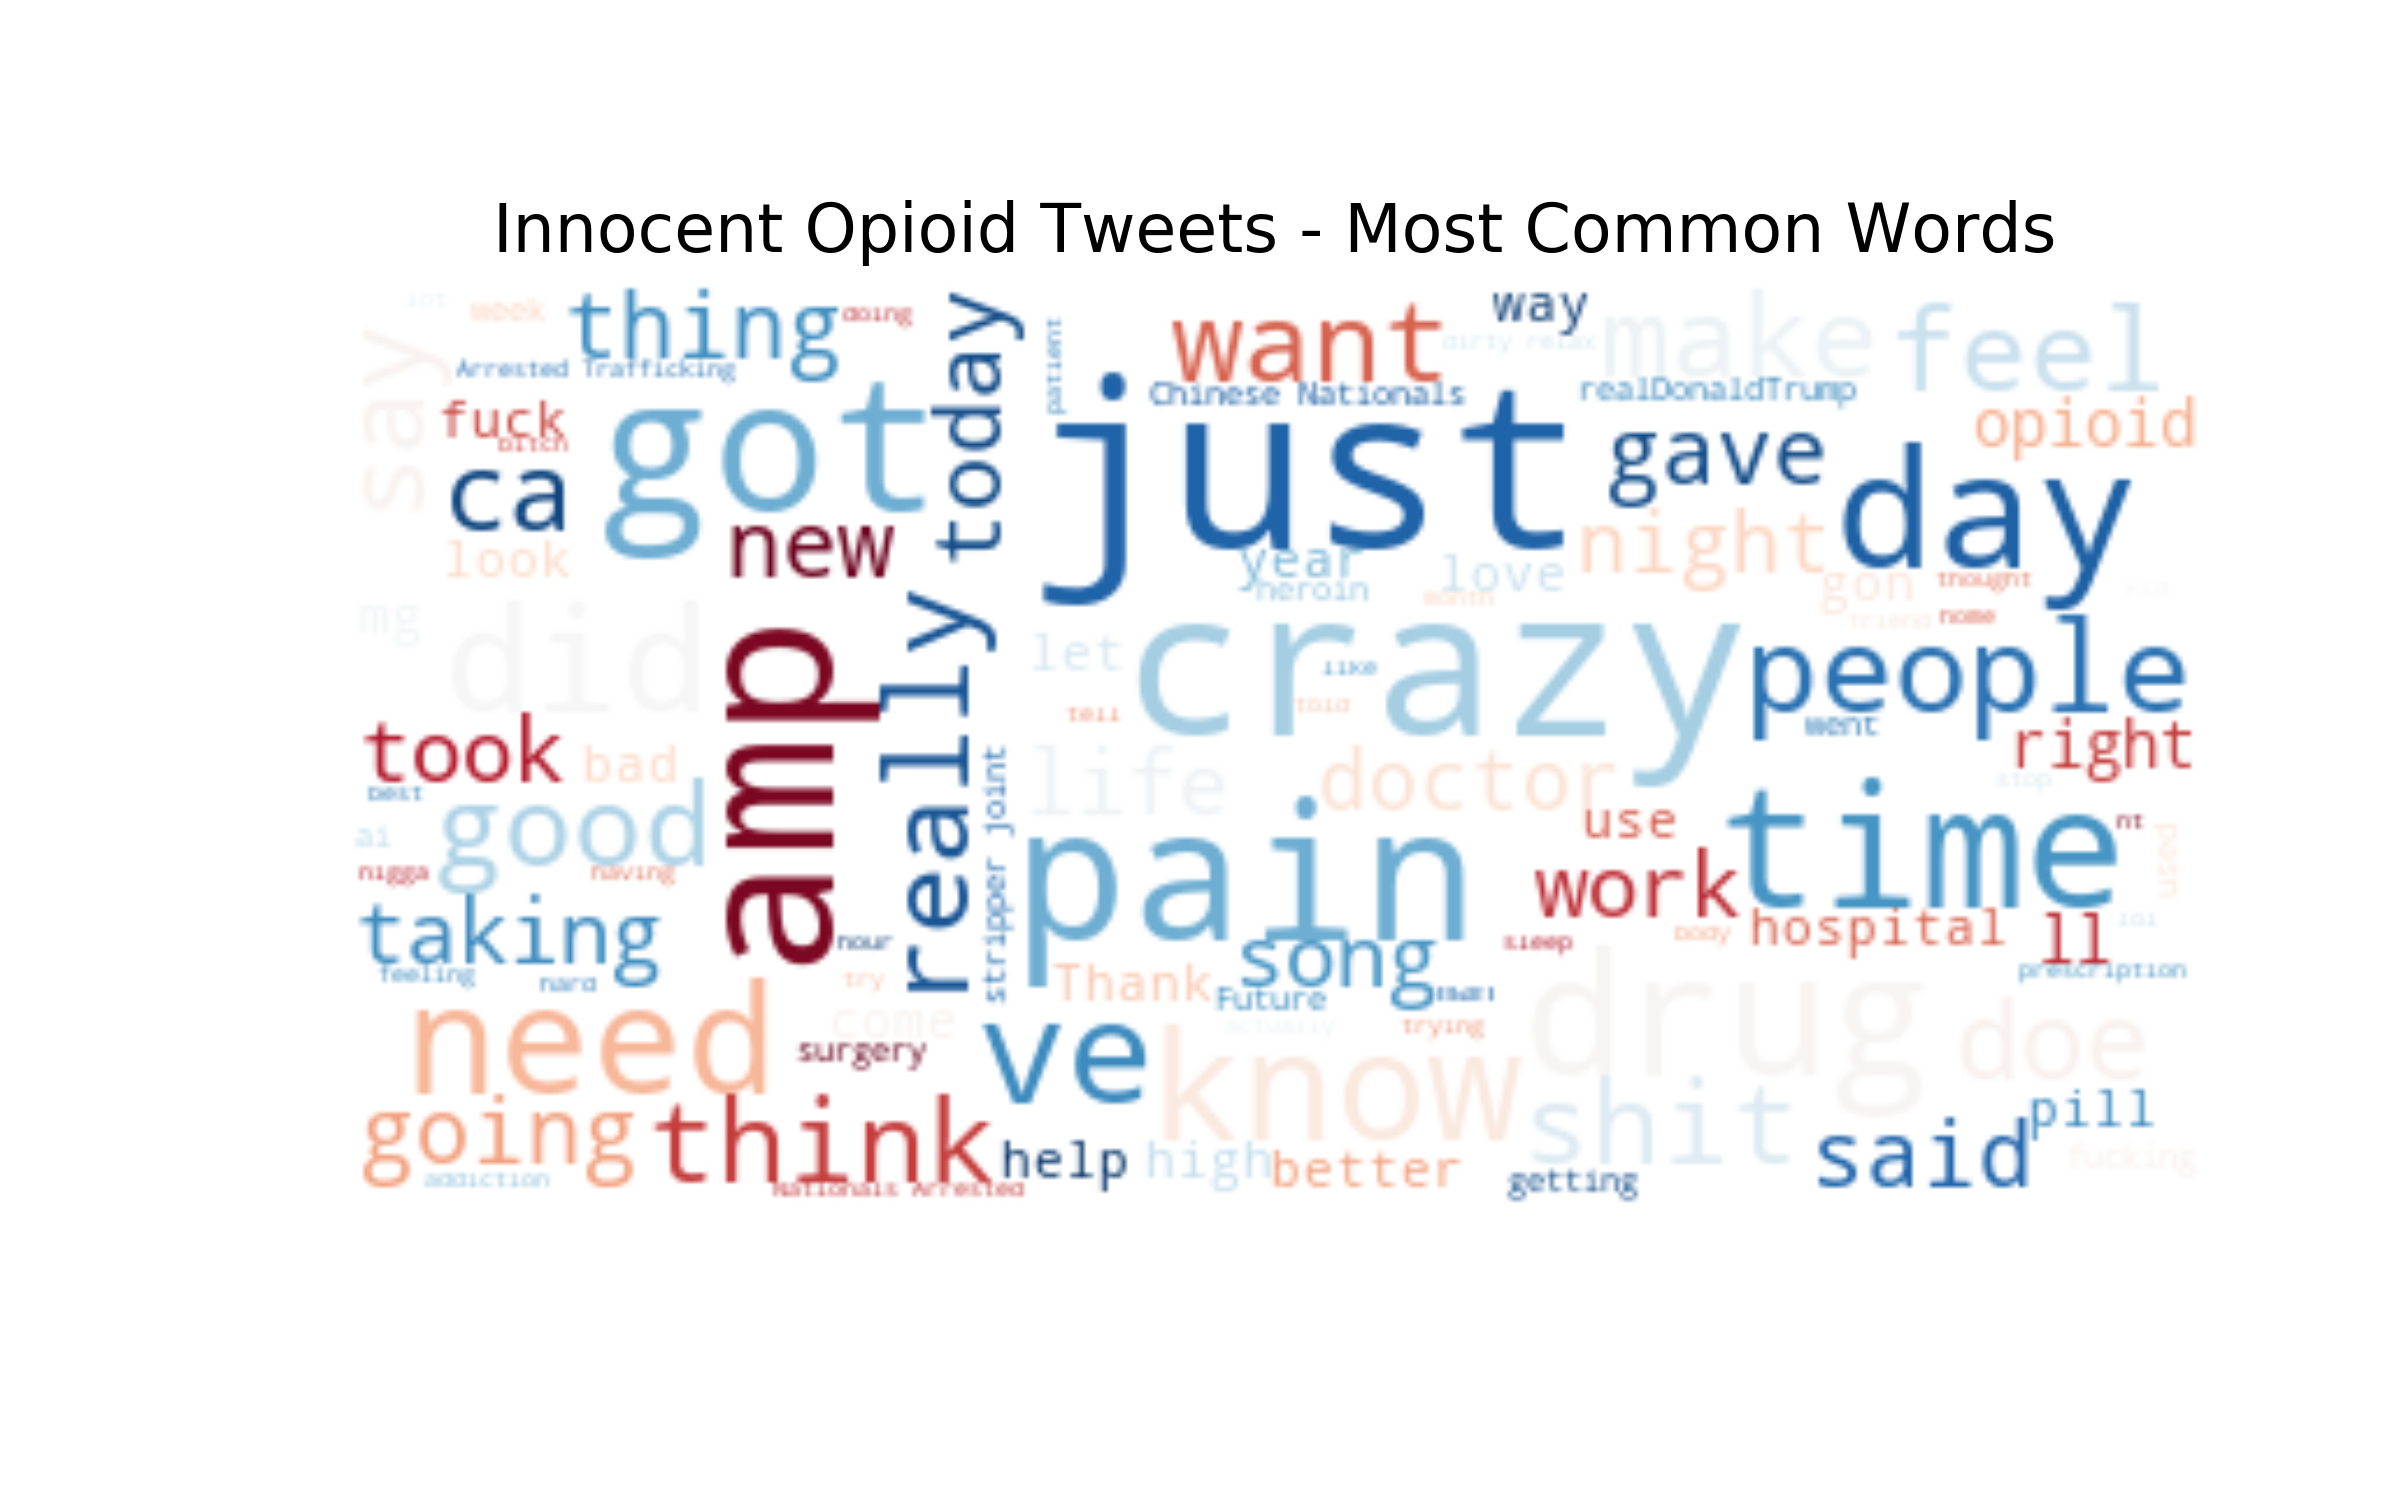 Innocent Opioid Tweets - Most Common Words
lot
week
thing
doing
today
want
way
make
feel
say
Arrested Trafficking
patient
dirty relax
Chinese Nationals
realDonaldTrump
fuck
bitch
got
just
gave
opioid
day
ca
new
look
year
heroin
love
month
night
gon
thought
home
friend
mg
did
amp
really
let
like
crazy
people
tell
told
went
right
took
bad
best
life
doctor
stop
good
ai
stripper joint
pain
use
time
nt
used
nigga
having
work
taking
hour
song
sleep
body
hospital
ll
lol
feeling
hard
try
Thank
Future
prescription
need
come
surgery
ve
actually
trying
know
drug
doe
going
think
help
high
better
shit
said
pill
addiction
Nationals Arrested
getting
fucking